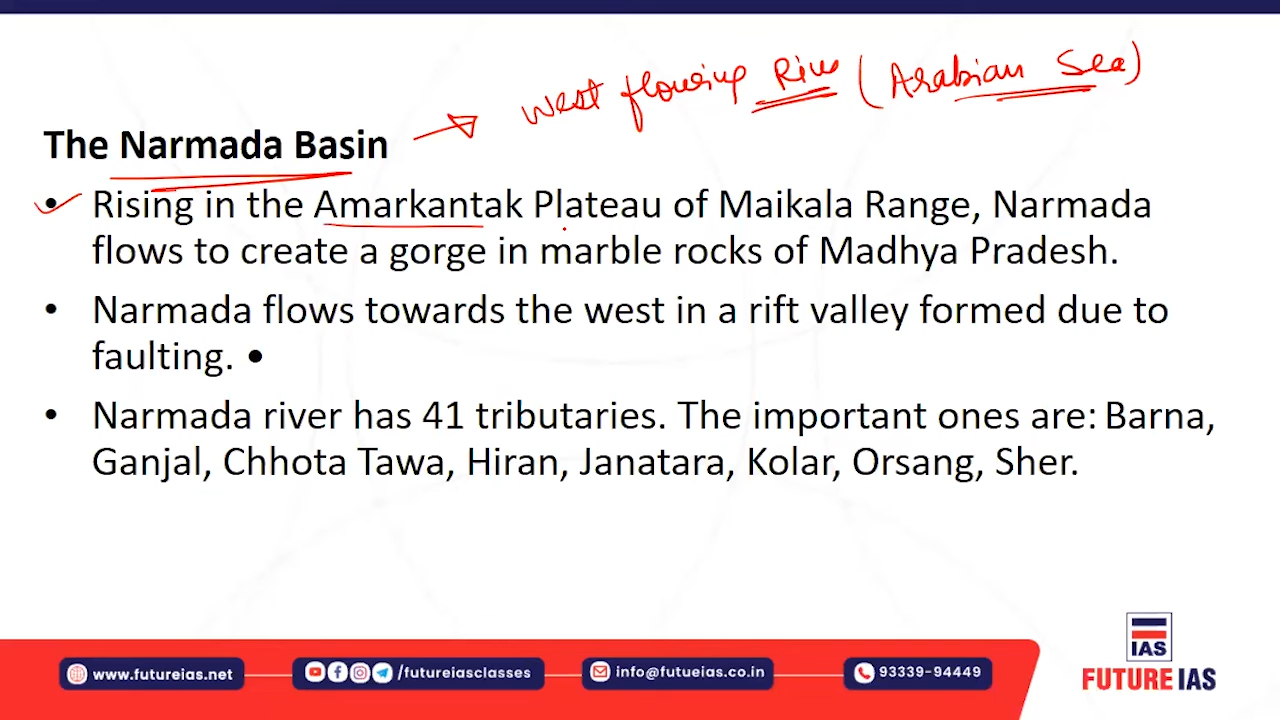 west flowing River (Arabian Sea)
The Narmada Basin
• Rising in the Amarkantak Plateau of Maikala Range, Narmada
flows to create a gorge in marble rocks of Madhya Pradesh.
• Narmada flows towards the west in a rift valley formed due to
faulting. •
• Narmada river has 41 tributaries. The important ones are: Barna,
Ganjal, Chhota Tawa, Hiran, Janatara, Kolar, Orsang, Sher.
IAS
www.futureias.net /futureiasclasses info@futueias.co.in 93339-94449 FUTURE IAS